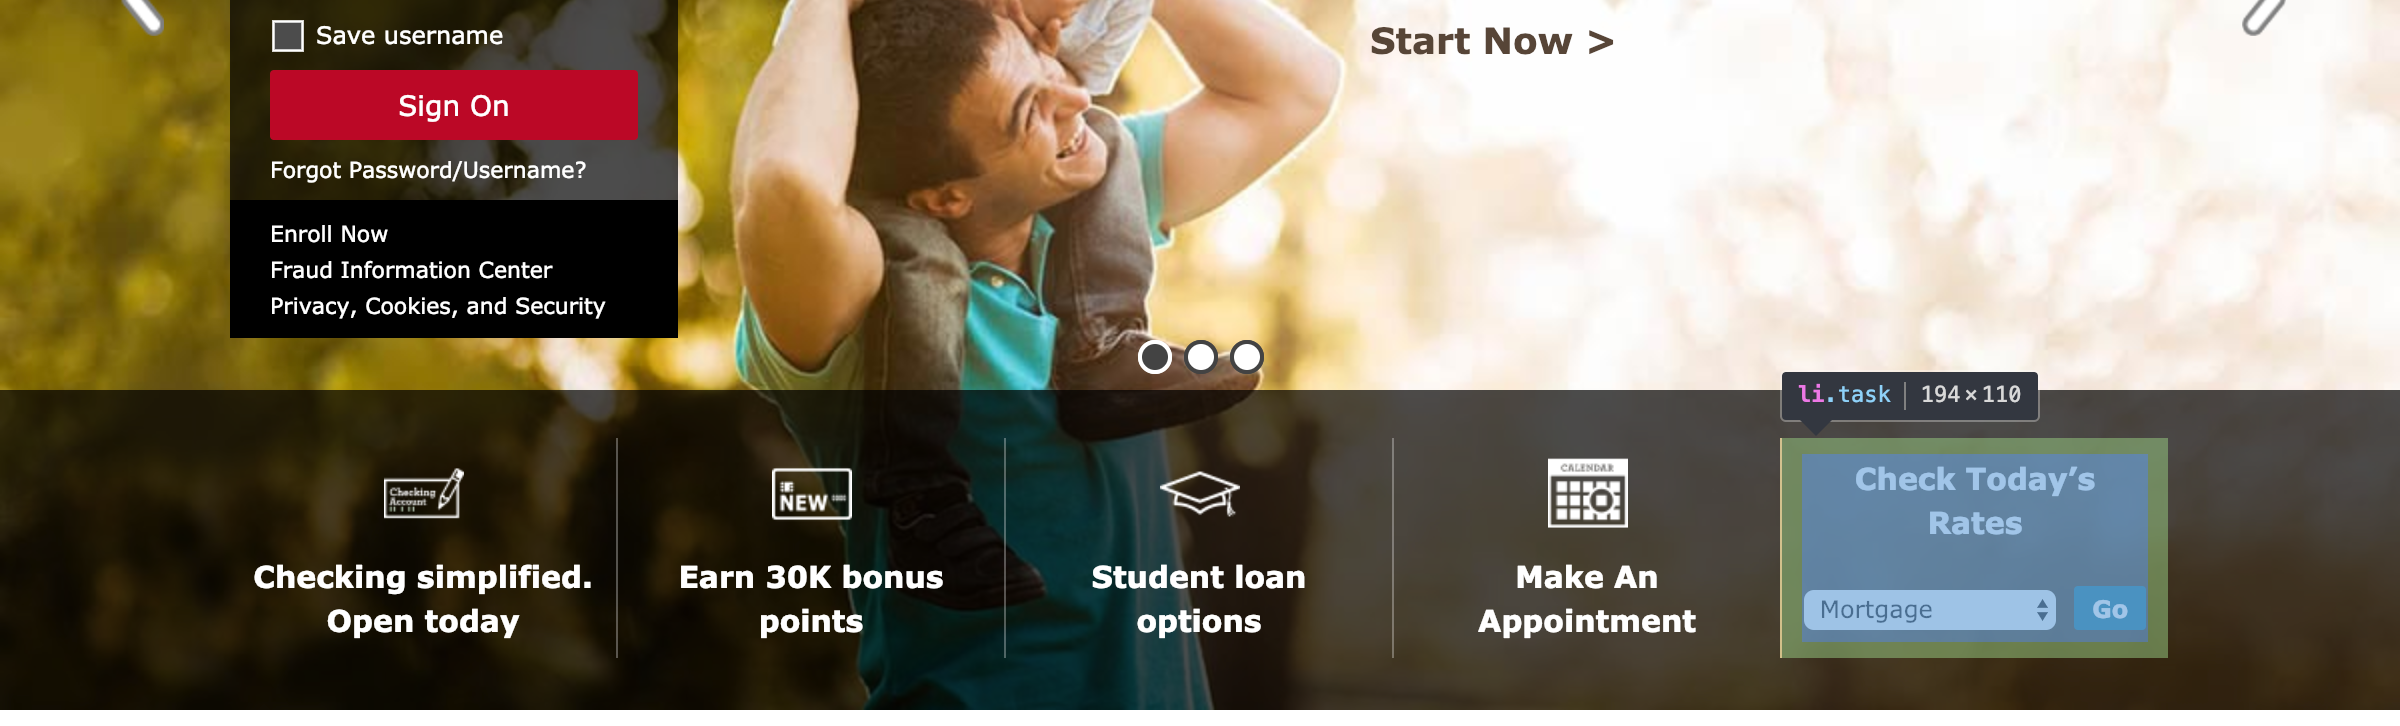 Save username
Sign On
Forgot Password/Username?
Enroll Now
Fraud Information Center
Privacy, Cookies, and Security
Start Now >
li.task 194×110
Checking
Account
Checking simplified.
Open today
NEW
Earn 30K bonus
points
Student loan
options
CALENDAR
Make An
Appointment
Check Today’s
Rates
Mortgage
Go